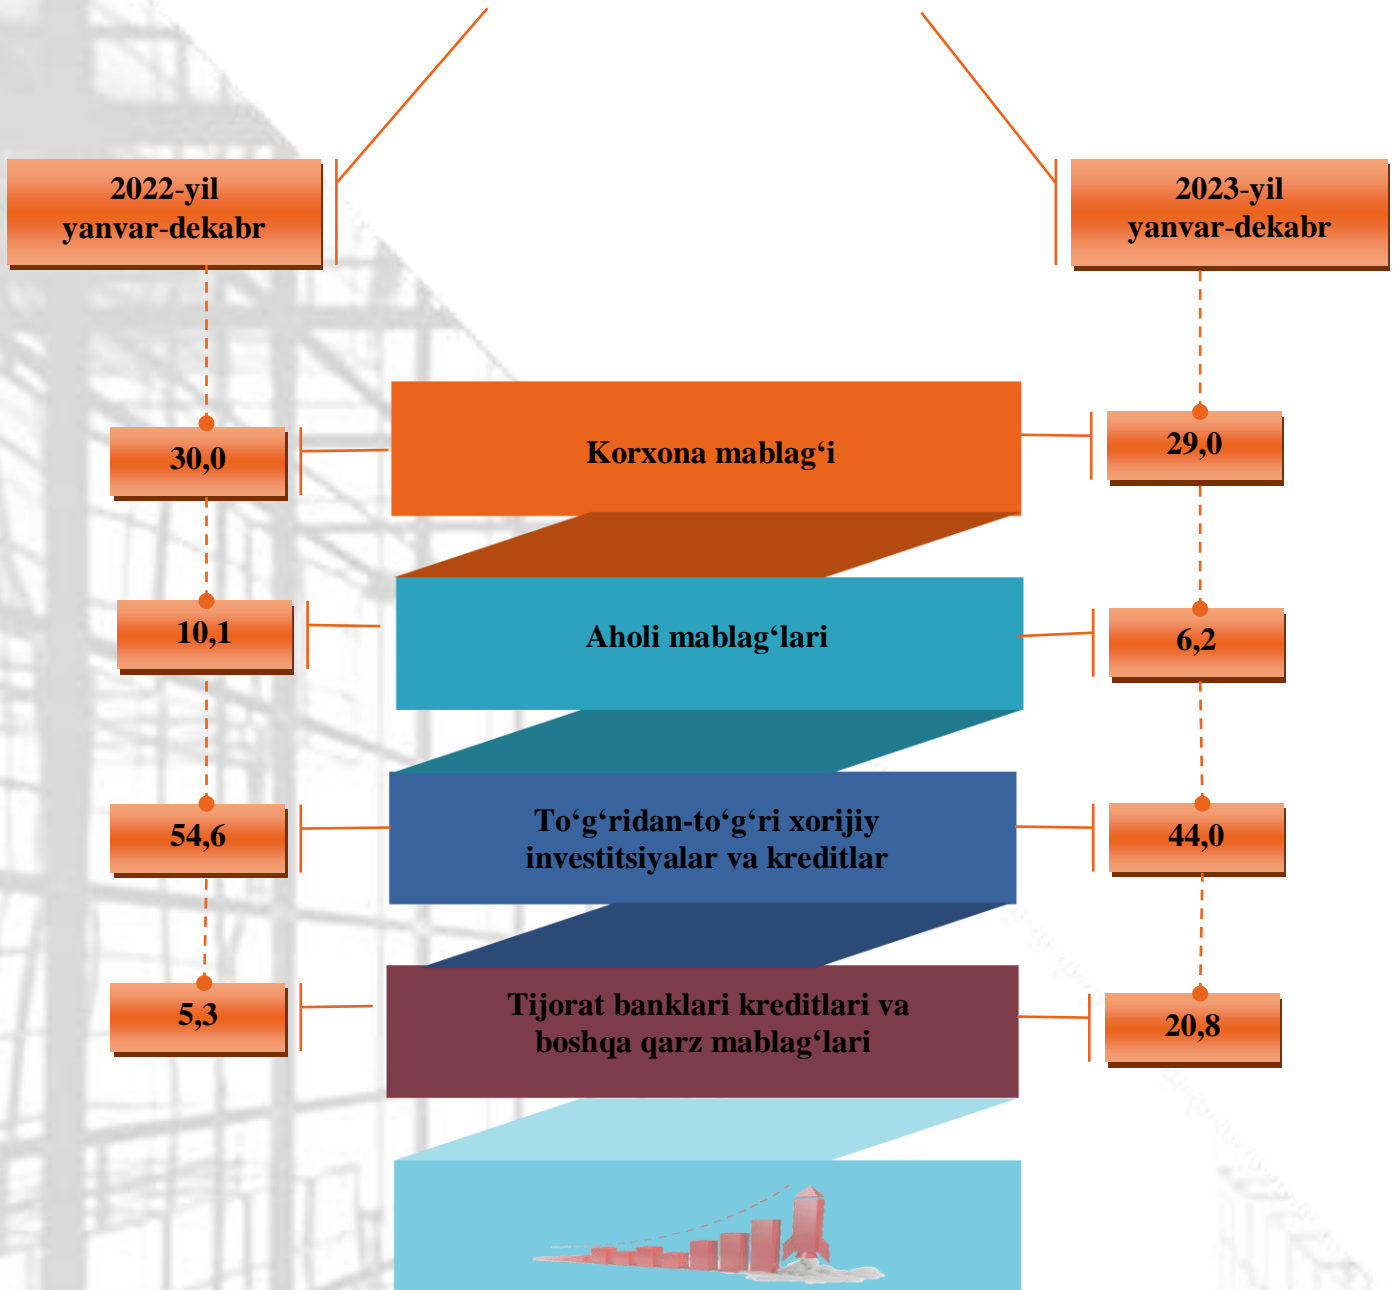 2022-yil
yanvar-dekabr
2023-yil
yanvar-dekabr
30,0
Korxona mablag‘i
29,0
10,1
Aholi mablag‘lari
6,2
54,6
To‘g‘ridan-to‘g‘ri xorijiy
investitsiyalar va kreditlar
44,0
5,3
Tijorat banklari kreditlari va
boshqa qarz mablag‘lari
20,8